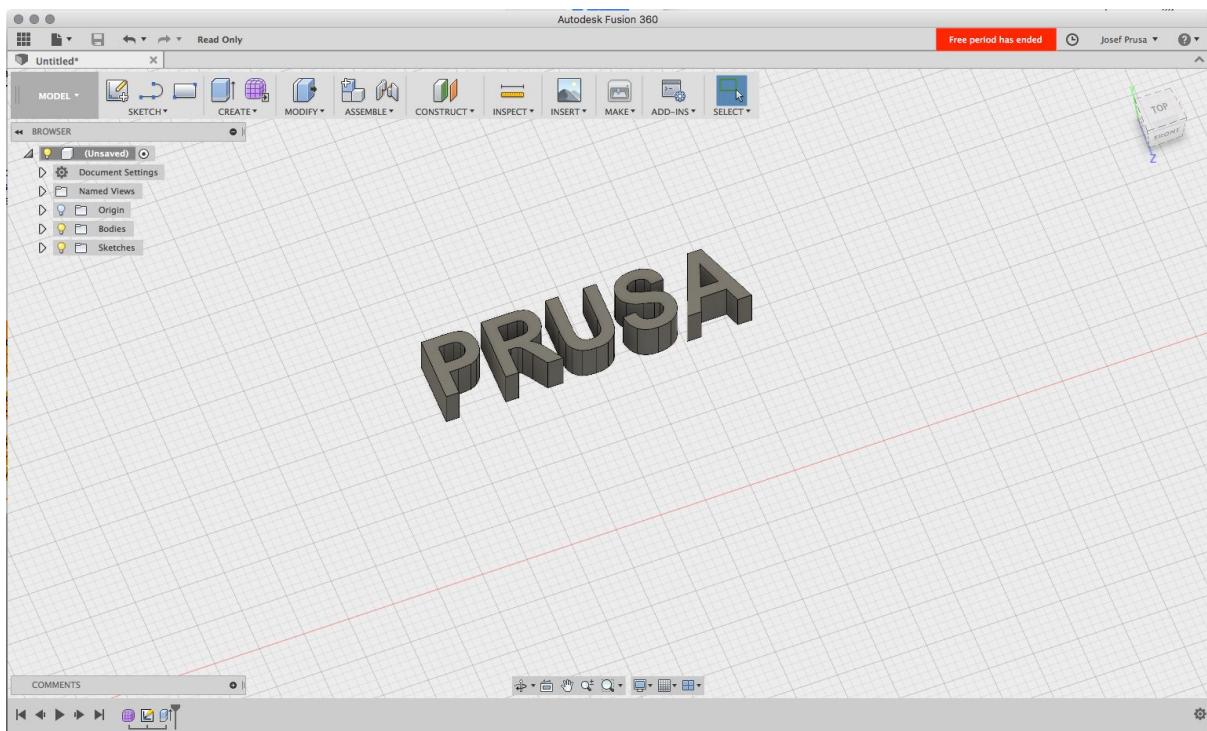 Autodesk Fusion 360
Read Only
Free period has ended
Josef Prusa
Untitled*
MODEL
SKETCH
CREATE
MODIFY
ASSEMBLE
CONSTRUCT
INSPECT
INSERT
MAKE
ADD-INS
SELECT
BROWSER
(Unsaved)
Document Settings
Named Views
Origin
Bodies
Sketches
TOP
FRONT
Z
PRUSA
COMMENTS